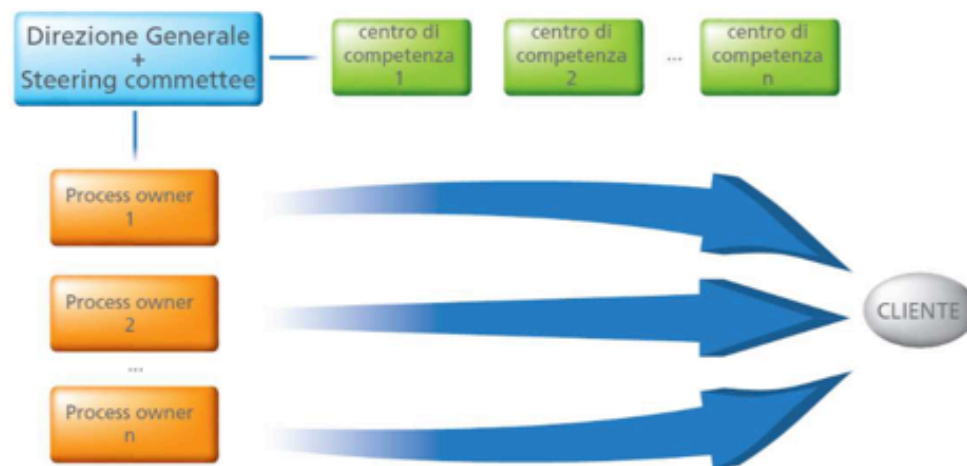 Direzione Generale
+
Steering commettee
centro di
competenza
1
centro di
competenza
2
...
centro di
competenza
n
Process owner
1
Process owner
2
...
Process owner
n
CLIENTE